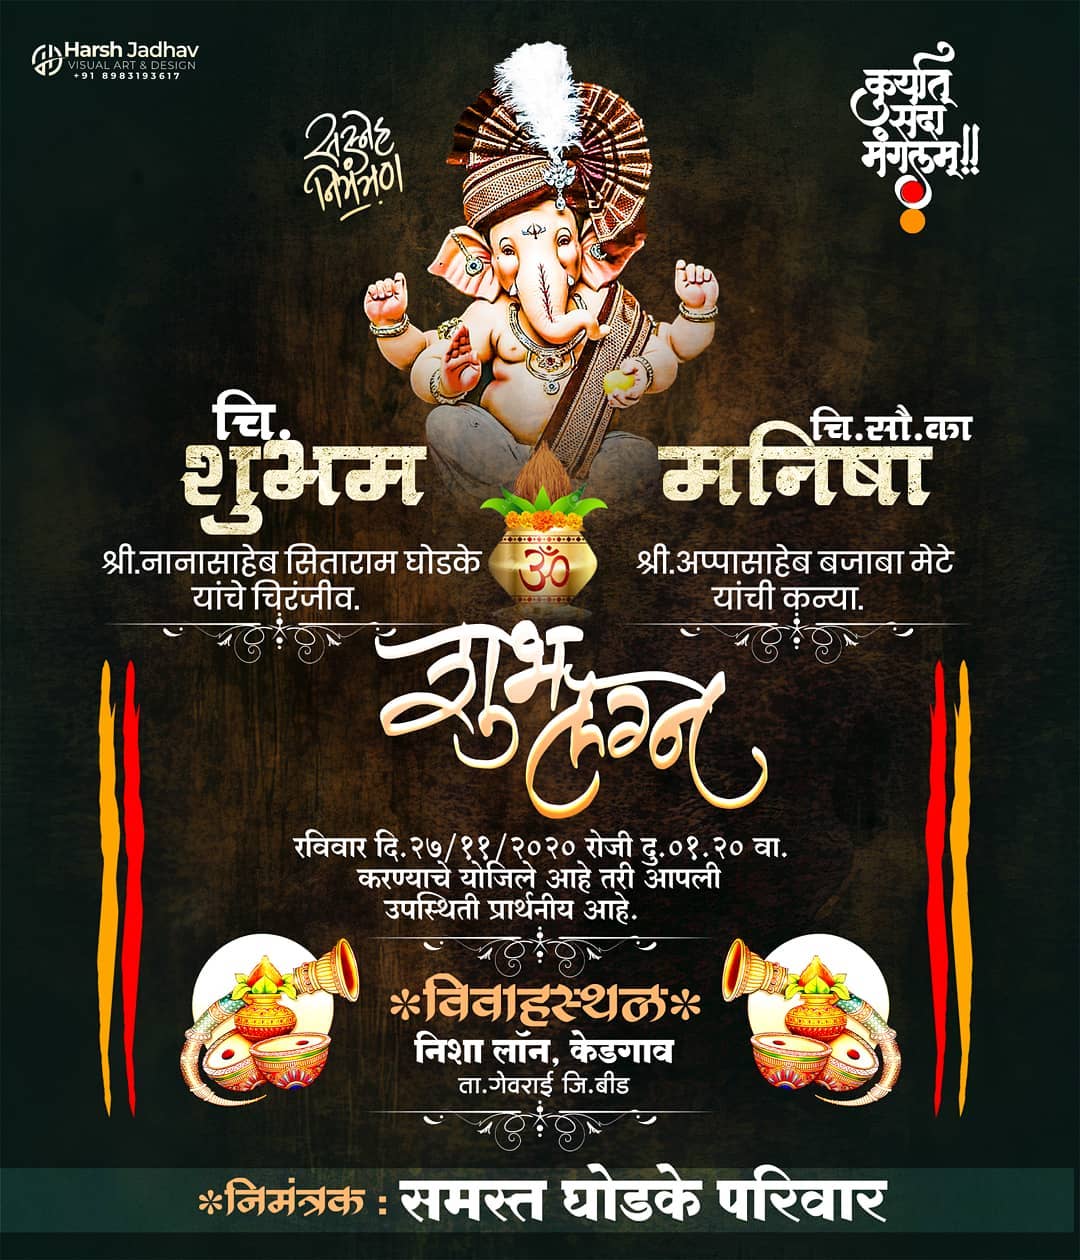 Harsh Jadhav
VISUAL ART & DESIGN
+91 8983193617
सस्नेह
निमंत्रण
कुर्यात्
सदा
मंगलम्!!
चि.
शुभम
श्री.नानासाहेब सिताराम घोडके
यांचे चिरंजीव.
चि.सौ.का
मनिषा
श्री.अप्पासाहेब बजाबा मेटे
यांची कन्या.
ॐ
शुभ
लग्न
रविवार दि.२७/११/२०२० रोजी दु.०१.२० वा.
करण्याचे योजिले आहे तरी आपली
उपस्थिती प्रार्थनीय आहे.
*विवाहस्थळ*
निशा लॉन, केडगाव
ता.गेवराई जि.बीड
*निमंत्रक : समस्त घोडके परिवार